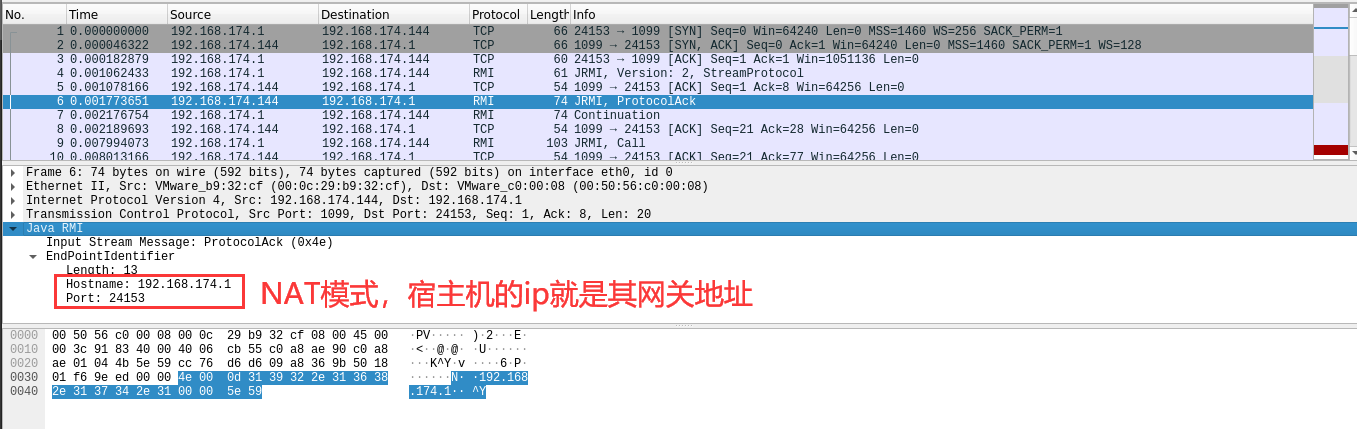 No. Time Source Destination Protocol Length Info
1 0.000000000 192.168.174.1 192.168.174.144 TCP 66 24153 → 1099 [SYN] Seq=0 Win=64240 Len=0 MSS=1460 WS=256 SACK_PERM=1
2 0.000046322 192.168.174.144 192.168.174.1 TCP 66 1099 → 24153 [SYN, ACK] Seq=0 Ack=1 Win=64240 Len=0 MSS=1460 SACK_PERM=1 WS=128
3 0.000182879 192.168.174.1 192.168.174.144 TCP 60 24153 → 1099 [ACK] Seq=1 Ack=1 Win=1051136 Len=0
4 0.001062433 192.168.174.1 192.168.174.144 RMI 61 JRMI, Version: 2, StreamProtocol
5 0.001078166 192.168.174.144 192.168.174.1 TCP 54 1099 → 24153 [ACK] Seq=1 Ack=8 Win=64256 Len=0
6 0.001773651 192.168.174.144 192.168.174.1 RMI 74 JRMI, ProtocolAck
7 0.002176754 192.168.174.1 192.168.174.144 RMI 74 Continuation
8 0.002189693 192.168.174.144 192.168.174.1 TCP 54 1099 → 24153 [ACK] Seq=21 Ack=28 Win=64256 Len=0
9 0.007994073 192.168.174.1 192.168.174.144 RMI 103 JRMI, Call
10 0.008013166 192.168.174.144 192.168.174.1 TCP 54 1099 → 24153 [ACK] Seq=21 Ack=77 Win=64256 Len=0
Frame 6: 74 bytes on wire (592 bits), 74 bytes captured (592 bits) on interface eth0, id 0
Ethernet II, Src: VMware_b9:32:cf (00:0c:29:b9:32:cf), Dst: VMware_c0:00:08 (00:50:56:c0:00:08)
Internet Protocol Version 4, Src: 192.168.174.144, Dst: 192.168.174.1
Transmission Control Protocol, Src Port: 1099, Dst Port: 24153, Seq: 1, Ack: 8, Len: 20
Java RMI
Input Stream Message: ProtocolAck (0x4e)
EndPointIdentifier
Length: 13
Hostname: 192.168.174.1
Port: 24153
NAT模式，宿主机的ip就是其网关地址
0000 00 50 56 c0 00 08 00 0c 29 b9 32 cf 08 00 45 00 ·PV····· )·2···E·
0010 00 3c 91 83 40 00 40 06 cb 55 c0 a8 ae 90 c0 a8 ·<··@·@· ·U······
0020 ae 01 04 4b 5e 59 cc 76 d6 d6 09 a8 36 9b 50 18 ···K^Y·v ····6·P·
0030 01 f6 9e ed 00 00 4e 00 0d 31 39 32 2e 31 36 38 ······N· ·192.168
0040 2e 31 37 34 2e 31 00 00 5e 59 .174.1·· ^Y